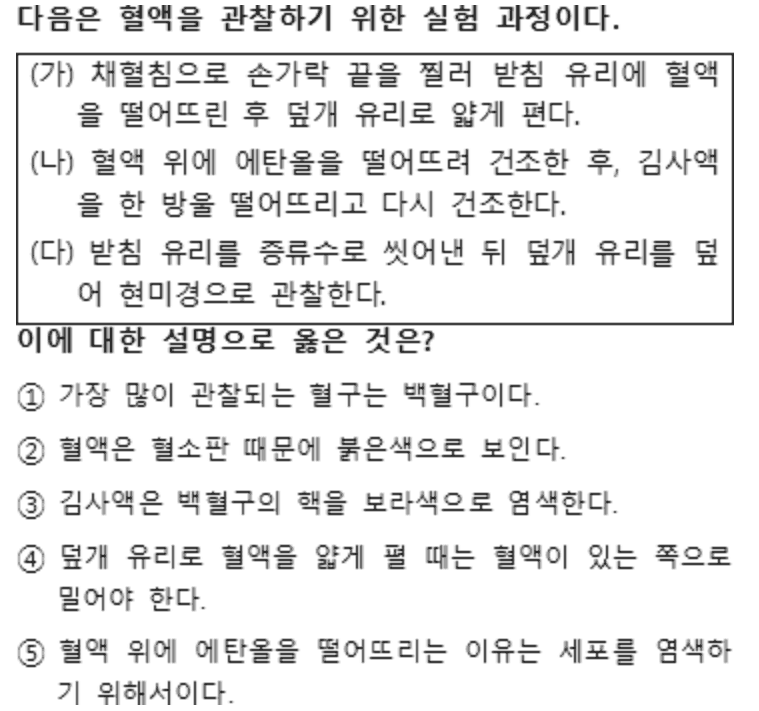 다음은 혈액을 관찰하기 위한 실험 과정이다.
(가) 채혈침으로 손가락 끝을 찔러 받침 유리에 혈액
을 떨어뜨린 후 덮개 유리로 얇게 편다.
(나) 혈액 위에 에탄올을 떨어뜨려 건조한 후, 김사액
을 한 방울 떨어뜨리고 다시 건조한다.
(다) 받침 유리를 증류수로 씻어낸 뒤 덮개 유리를 덮
어 현미경으로 관찰한다.
이에 대한 설명으로 옳은 것은?
① 가장 많이 관찰되는 혈구는 백혈구이다.
② 혈액은 혈소판 때문에 붉은색으로 보인다.
③ 김사액은 백혈구의 핵을 보라색으로 염색한다.
④ 덮개 유리로 혈액을 얇게 펼 때는 혈액이 있는 쪽으로
밀어야 한다.
⑤ 혈액 위에 에탄올을 떨어뜨리는 이유는 세포를 염색하
기 위해서이다.